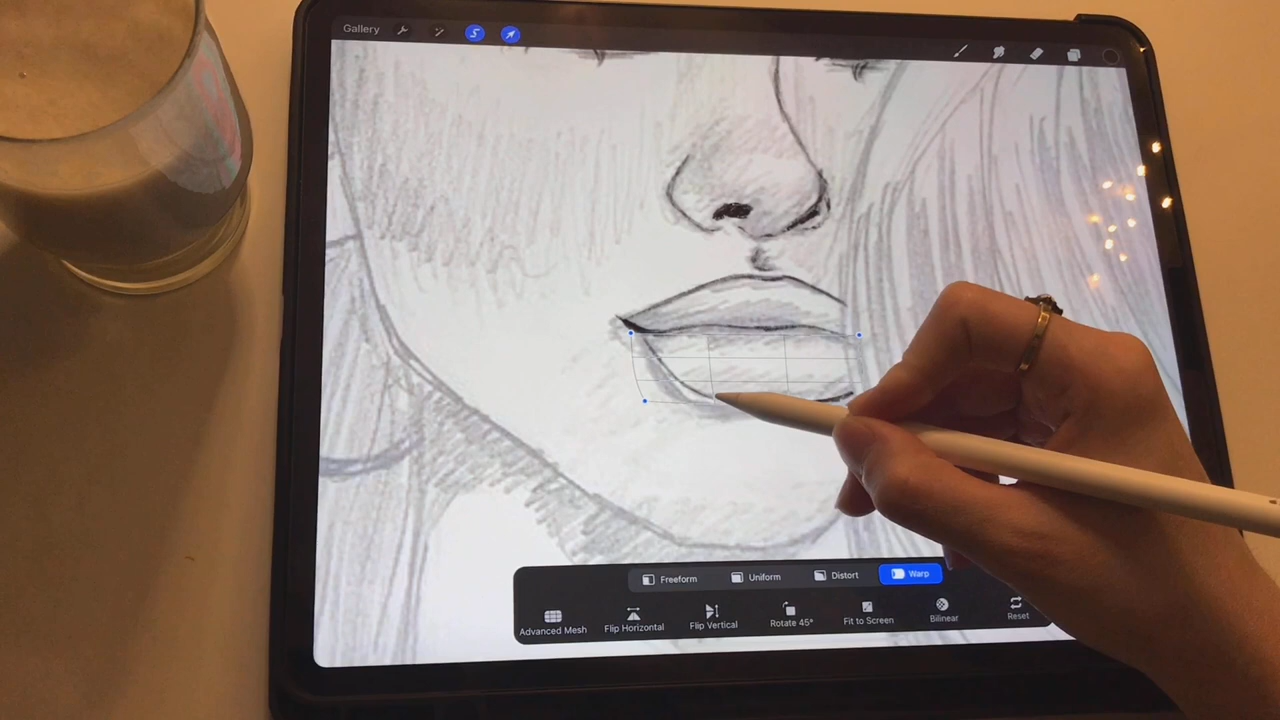 Gallery
Freeform Uniform Distort Warp
Advanced Mesh Flip Horizontal Flip Vertical Rotate 45° Fit to Screen Bilinear Reset